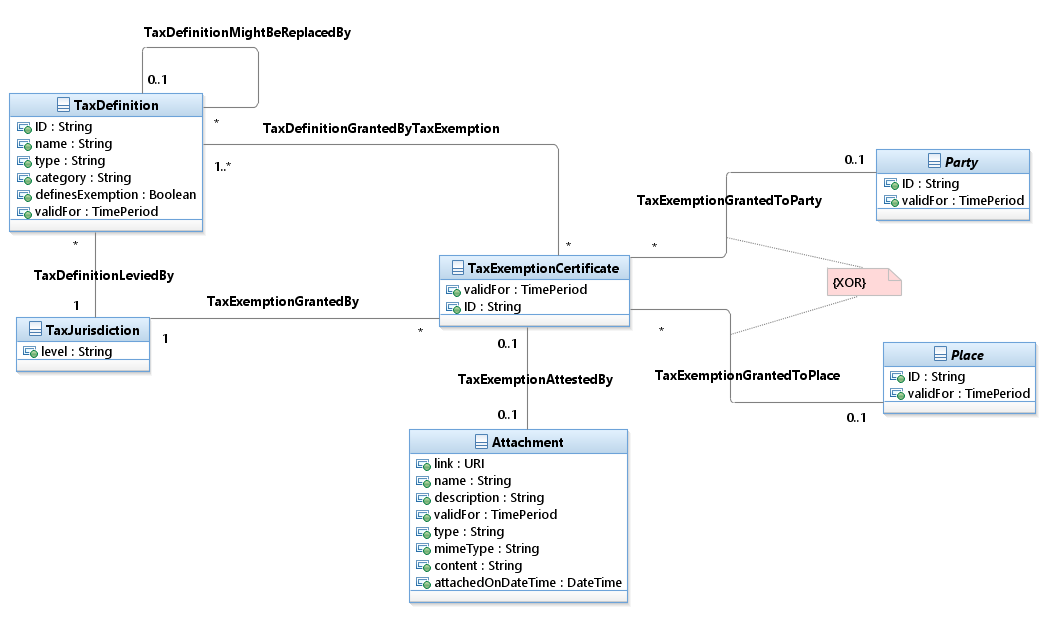 TaxDefinitionMightBeReplacedBy
0..1
TaxDefinition
ID : String
name : String
type : String
category : String
definesExemption : Boolean
validFor : TimePeriod
*
TaxDefinitionGrantedByTaxExemption
1..*
*
TaxDefinitionLeviedBy
1
TaxJurisdiction
level : String
TaxExemptionGrantedBy
1
*
*
TaxExemptionCertificate
validFor : TimePeriod
ID : String
*
TaxExemptionGrantedToParty
0..1
Party
ID : String
validFor : TimePeriod
{XOR}
*
TaxExemptionGrantedToPlace
0..1
Place
ID : String
validFor : TimePeriod
0..1
TaxExemptionAttestedBy
0..1
Attachment
link : URI
name : String
description : String
validFor : TimePeriod
type : String
mimeType : String
content : String
attachedOnDateTime : DateTime